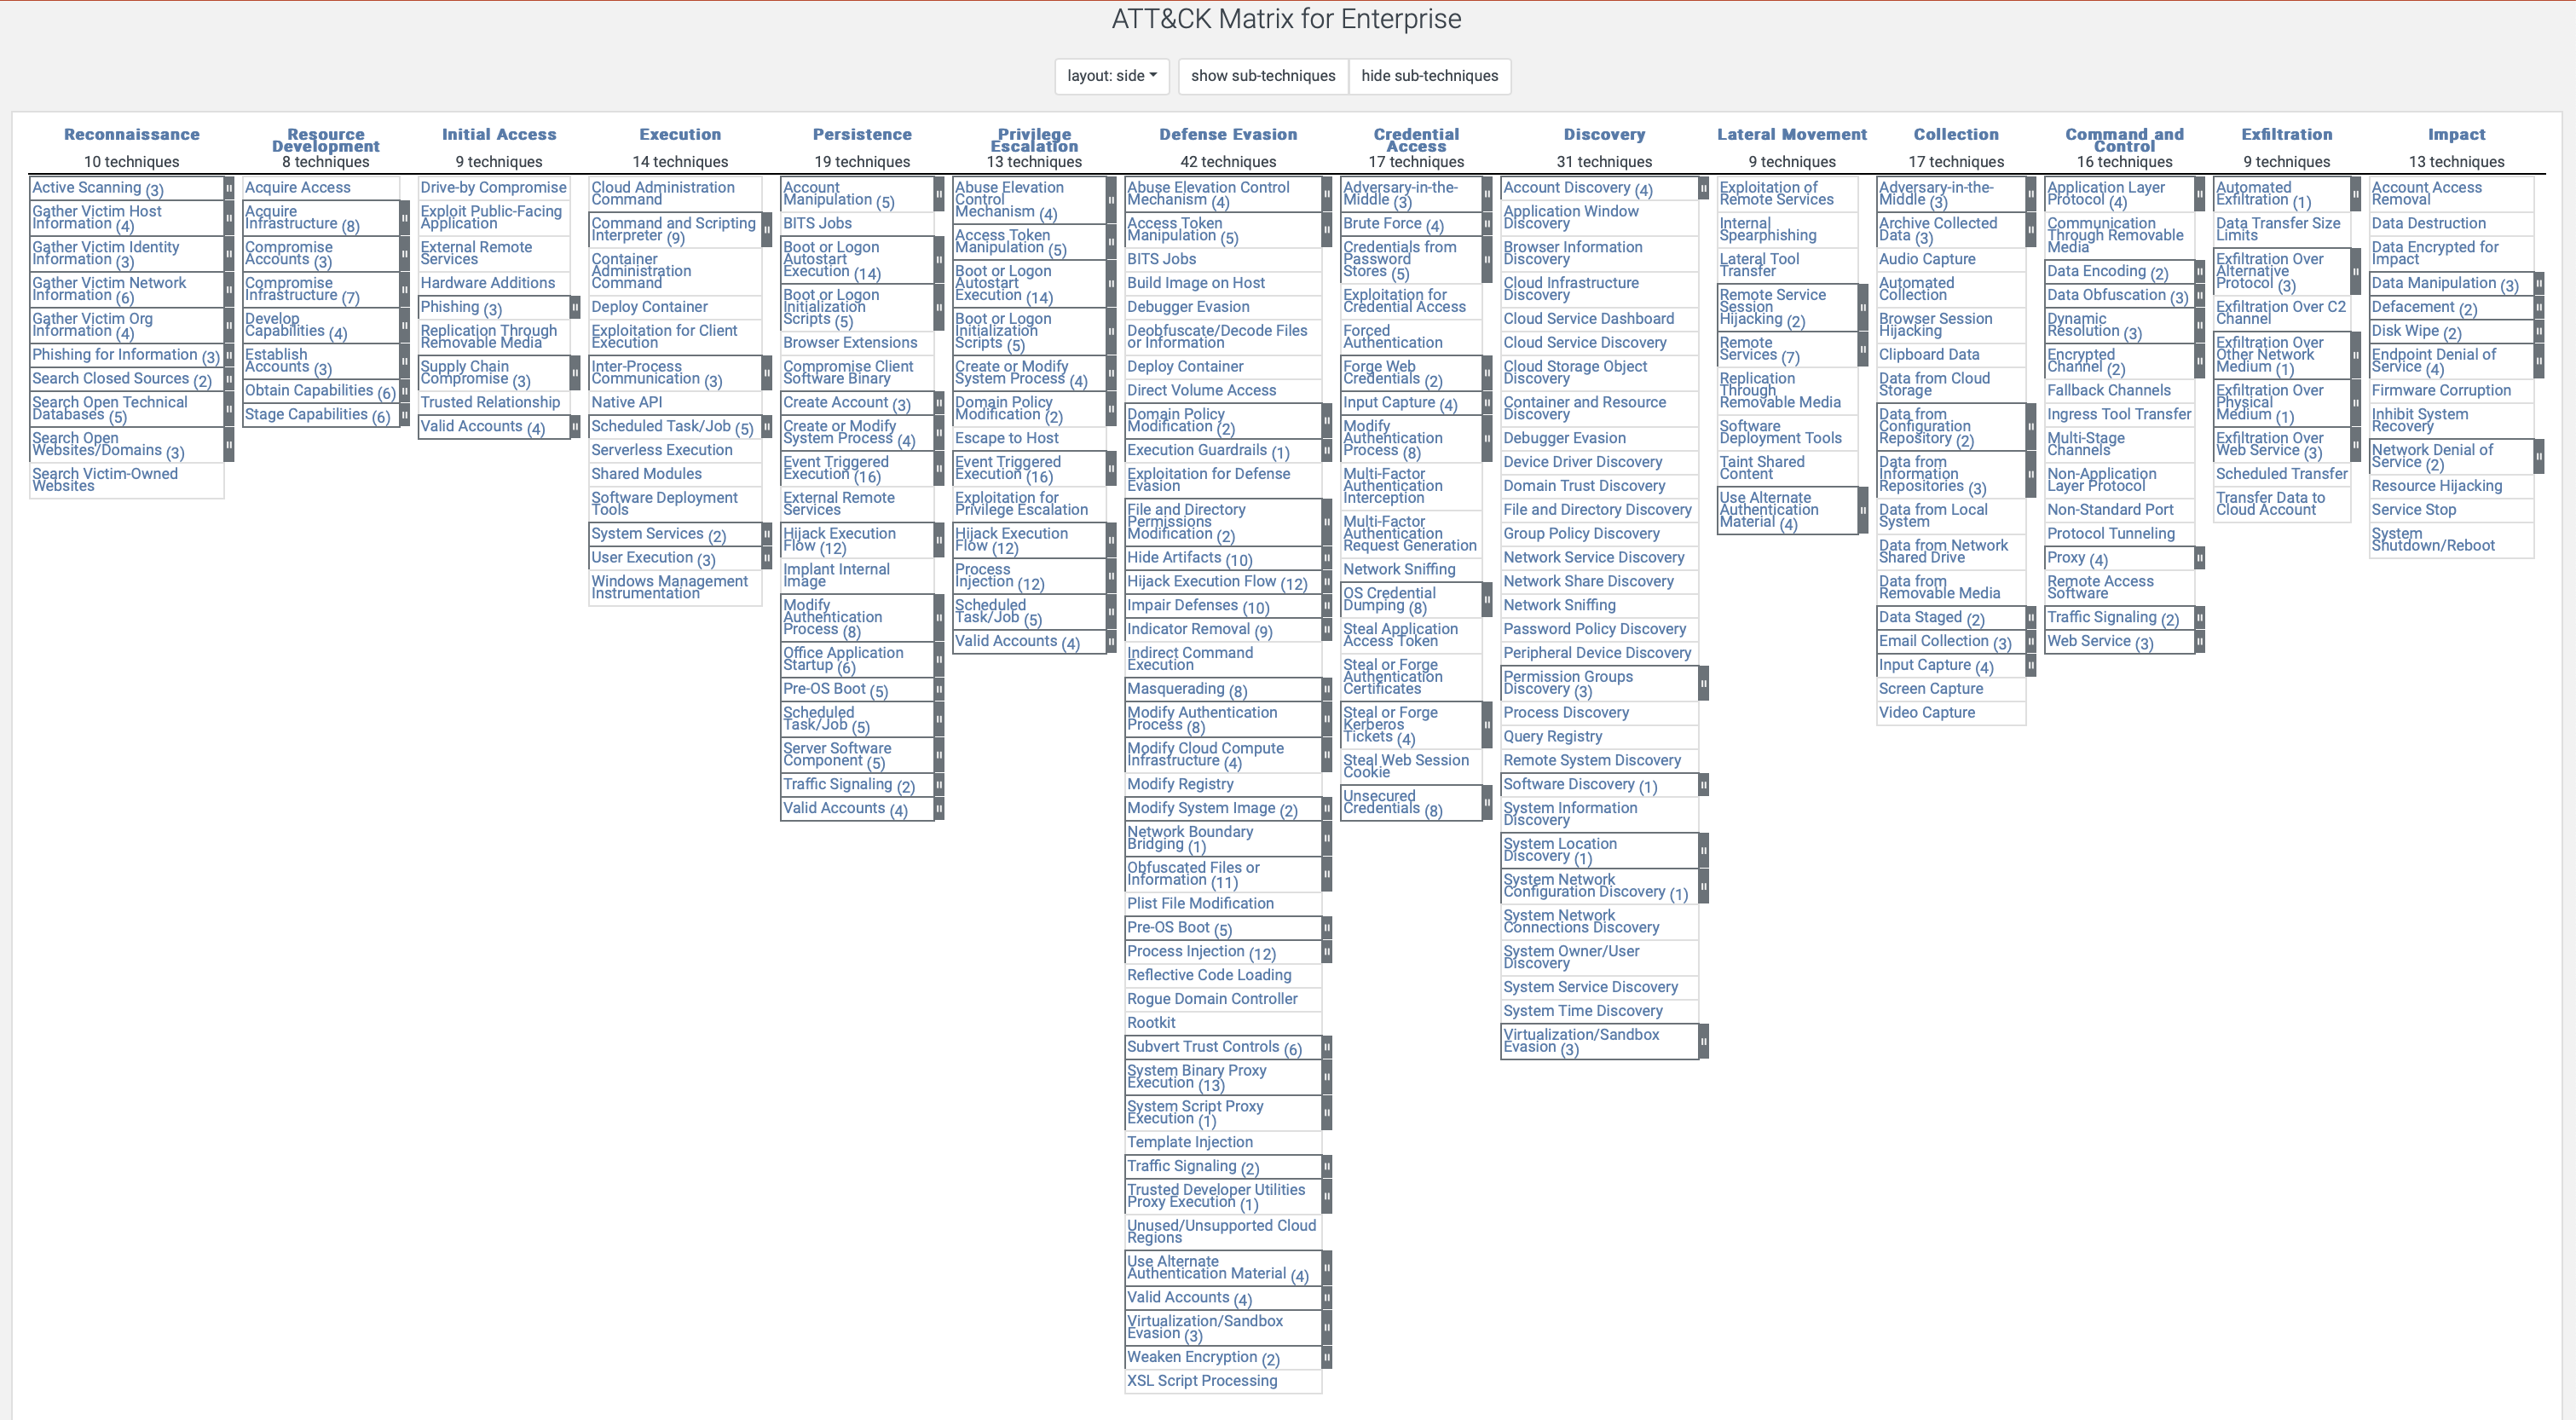 ATT&CK Matrix for Enterprise
layout: side
show sub-techniques
hide sub-techniques
Reconnaissance
10 techniques
Active Scanning (3)
Gather Victim Host
Information (4)
Gather Victim Identity
Information (3)
Gather Victim Network
Information (6)
Gather Victim Org
Information (4)
Phishing for Information (3)
Search Closed Sources (2)
Search Open Technical
Databases (5)
Search Open
Websites/Domains (3)
Search Victim-Owned
Websites
Resource
Development
8 techniques
Acquire Access
Acquire
Infrastructure (8)
Compromise
Accounts (3)
Compromise
Infrastructure (7)
Develop
Capabilities (4)
Establish
Accounts (3)
Obtain Capabilities (6)
Stage Capabilities (6)
Initial Access
9 techniques
Drive-by Compromise
Exploit Public-Facing
Application
External Remote
Services
Hardware Additions
Phishing (3)
Replication Through
Removable Media
Supply Chain
Compromise (3)
Trusted Relationship
Valid Accounts (4)
Execution
14 techniques
Cloud Administration
Command
Command and Scripting
Interpreter (9)
Container
Administration
Command
Deploy Container
Exploitation for Client
Execution
Inter-Process
Communication (3)
Native API
Scheduled Task/Job (5)
Serverless Execution
Shared Modules
Software Deployment
Tools
System Services (2)
User Execution (3)
Windows Management
Instrumentation
Persistence
19 techniques
Account
Manipulation (5)
BITS Jobs
Boot or Logon
Autostart
Execution (14)
Boot or Logon
Initialization
Scripts (5)
Browser Extensions
Compromise Client
Software Binary
Create Account (3)
Create or Modify
System Process (4)
Event Triggered
Execution (16)
External Remote
Services
Hijack Execution
Flow (12)
Implant Internal
Image
Modify
Authentication
Process (8)
Office Application
Startup (6)
Pre-OS Boot (5)
Scheduled
Task/Job (5)
Server Software
Component (5)
Traffic Signaling (2)
Valid Accounts (4)
Privilege
Escalation
13 techniques
Abuse Elevation
Control
Mechanism (4)
Access Token
Manipulation (5)
Boot or Logon
Autostart
Execution (14)
Boot or Logon
Initialization
Scripts (5)
Create or Modify
System Process (4)
Domain Policy
Modification (2)
Escape to Host
Event Triggered
Execution (16)
Exploitation for
Privilege Escalation
Hijack Execution
Flow (12)
Process
Injection (12)
Scheduled
Task/Job (5)
Valid Accounts (4)
Defense Evasion
42 techniques
Abuse Elevation Control
Mechanism (4)
Access Token
Manipulation (5)
BITS Jobs
Build Image on Host
Debugger Evasion
Deobfuscate/Decode Files
or Information
Deploy Container
Direct Volume Access
Domain Policy
Modification (2)
Execution Guardrails (1)
Exploitation for Defense
Evasion
File and Directory
Permissions
Modification (2)
Hide Artifacts (10)
Hijack Execution Flow (12)
Impair Defenses (10)
Indicator Removal (9)
Indirect Command
Execution
Masquerading (8)
Modify Authentication
Process (8)
Modify Cloud Compute
Infrastructure (4)
Modify Registry
Modify System Image (2)
Network Boundary
Bridging (1)
Obfuscated Files or
Information (11)
Plist File Modification
Pre-OS Boot (5)
Process Injection (12)
Reflective Code Loading
Rogue Domain Controller
Rootkit
Subvert Trust Controls (6)
System Binary Proxy
Execution (13)
System Script Proxy
Execution (1)
Template Injection
Traffic Signaling (2)
Trusted Developer Utilities
Proxy Execution (1)
Unused/Unsupported Cloud
Regions
Use Alternate
Authentication Material (4)
Valid Accounts (4)
Virtualization/Sandbox
Evasion (3)
Weaken Encryption (2)
XSL Script Processing
Credential
Access
17 techniques
Adversary-in-the-
Middle (3)
Brute Force (4)
Credentials from
Password
Stores (5)
Exploitation for
Credential Access
Forced
Authentication
Forge Web
Credentials (2)
Input Capture (4)
Modify
Authentication
Process (8)
Multi-Factor
Authentication
Interception
Multi-Factor
Authentication
Request Generation
Network Sniffing
OS Credential
Dumping (8)
Steal Application
Access Token
Steal or Forge
Authentication
Certificates
Steal or Forge
Kerberos
Tickets (4)
Steal Web Session
Cookie
Unsecured
Credentials (8)
Discovery
31 techniques
Account Discovery (4)
Application Window
Discovery
Browser Information
Discovery
Cloud Infrastructure
Discovery
Cloud Service Dashboard
Cloud Service Discovery
Cloud Storage Object
Discovery
Container and Resource
Discovery
Debugger Evasion
Device Driver Discovery
Domain Trust Discovery
File and Directory Discovery
Group Policy Discovery
Network Service Discovery
Network Share Discovery
Network Sniffing
Password Policy Discovery
Peripheral Device Discovery
Permission Groups
Discovery (3)
Process Discovery
Query Registry
Remote System Discovery
Software Discovery (1)
System Information
Discovery
System Location
Discovery (1)
System Network
Configuration Discovery (1)
System Network
Connections Discovery
System Owner/User
Discovery
System Service Discovery
System Time Discovery
Virtualization/Sandbox
Evasion (3)
Lateral Movement
9 techniques
Exploitation of
Remote Services
Internal
Spearphishing
Lateral Tool
Transfer
Remote Service
Session
Hijacking (2)
Remote
Services (7)
Replication
Through
Removable Media
Software
Deployment Tools
Taint Shared
Content
Use Alternate
Authentication
Material (4)
Collection
17 techniques
Adversary-in-the-
Middle (3)
Archive Collected
Data (3)
Audio Capture
Automated
Collection
Browser Session
Hijacking
Clipboard Data
Data from Cloud
Storage
Data from
Configuration
Repository (2)
Data from
Information
Repositories (3)
Data from Local
System
Data from Network
Shared Drive
Data from
Removable Media
Data Staged (2)
Email Collection (3)
Input Capture (4)
Screen Capture
Video Capture
Command and
Control
16 techniques
Application Layer
Protocol (4)
Communication
Through Removable
Media
Data Encoding (2)
Data Obfuscation (3)
Dynamic
Resolution (3)
Encrypted
Channel (2)
Fallback Channels
Ingress Tool Transfer
Multi-Stage
Channels
Non-Application
Layer Protocol
Non-Standard Port
Protocol Tunneling
Proxy (4)
Remote Access
Software
Traffic Signaling (2)
Web Service (3)
Exfiltration
9 techniques
Automated
Exfiltration (1)
Data Transfer Size
Limits
Exfiltration Over
Alternative
Protocol (3)
Exfiltration Over C2
Channel
Exfiltration Over
Other Network
Medium (1)
Exfiltration Over
Physical
Medium (1)
Exfiltration Over
Web Service (3)
Scheduled Transfer
Transfer Data to
Cloud Account
Impact
13 techniques
Account Access
Removal
Data Destruction
Data Encrypted for
Impact
Data Manipulation (3)
Defacement (2)
Disk Wipe (2)
Endpoint Denial of
Service (4)
Firmware Corruption
Inhibit System
Recovery
Network Denial of
Service (2)
Resource Hijacking
Service Stop
System
Shutdown/Reboot